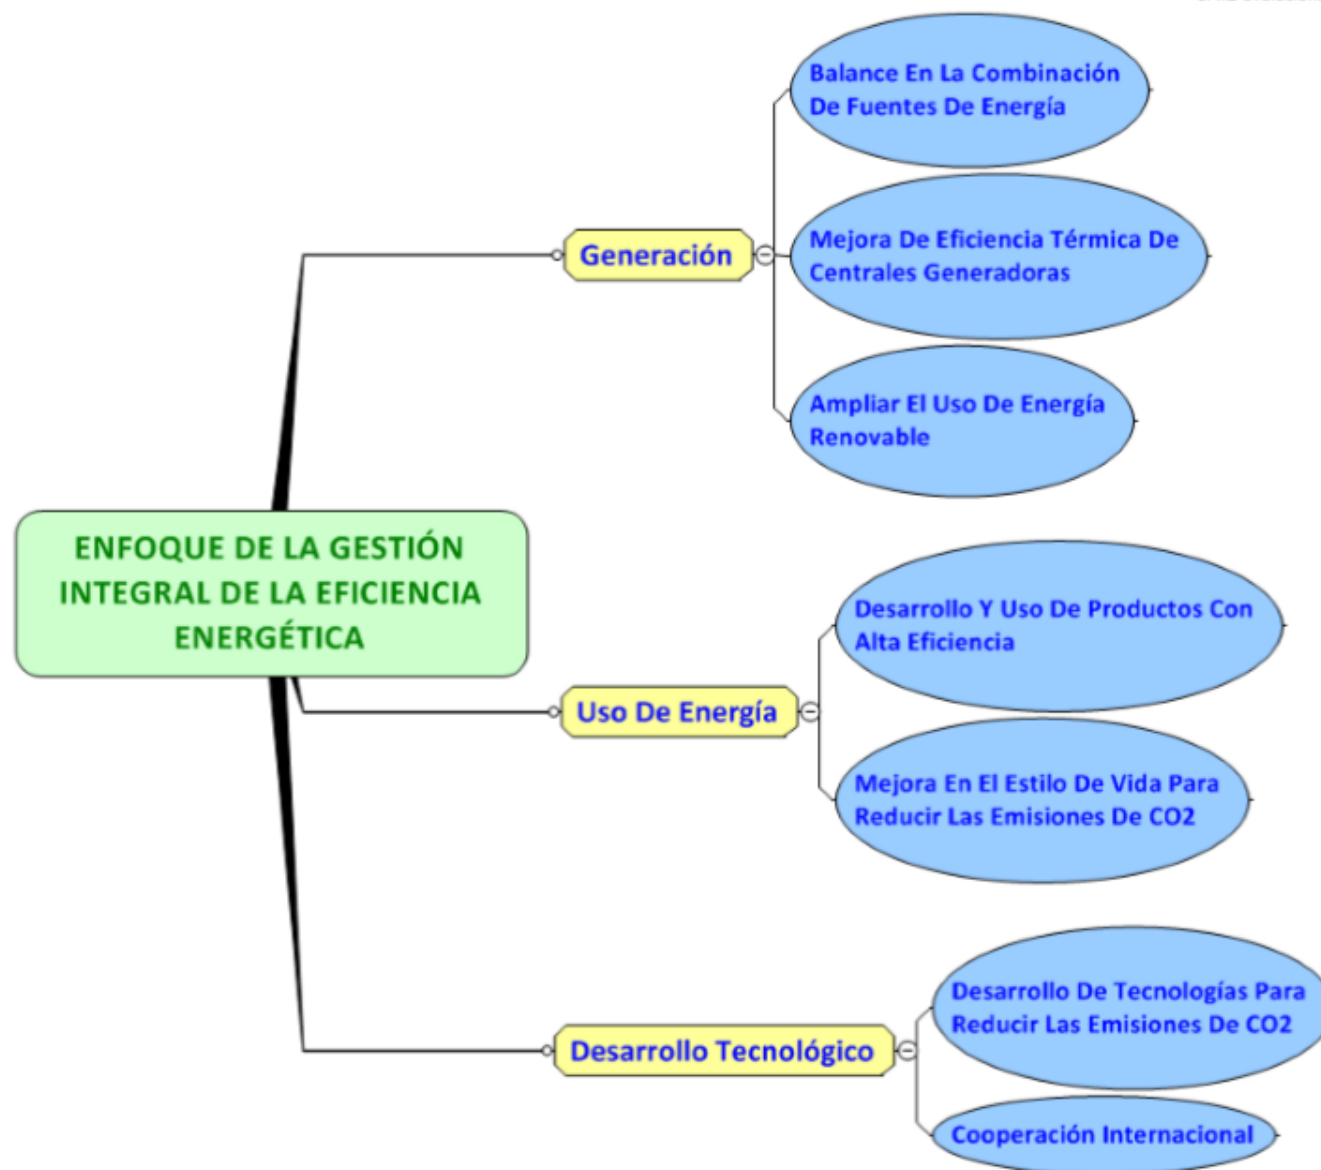 Balance En La Combinación
De Fuentes De Energía
Generación
Mejora De Eficiencia Térmica De
Centrales Generadoras
Ampliar El Uso De Energía
Renovable
ENFOQUE DE LA GESTIÓN
INTEGRAL DE LA EFICIENCIA
ENERGÉTICA
Desarrollo Y Uso De Productos Con
Alta Eficiencia
Uso De Energía
Mejora En El Estilo De Vida Para
Reducir Las Emisiones De CO2
Desarrollo De Tecnologías Para
Reducir Las Emisiones De CO2
Desarrollo Tecnológico
Cooperación Internacional